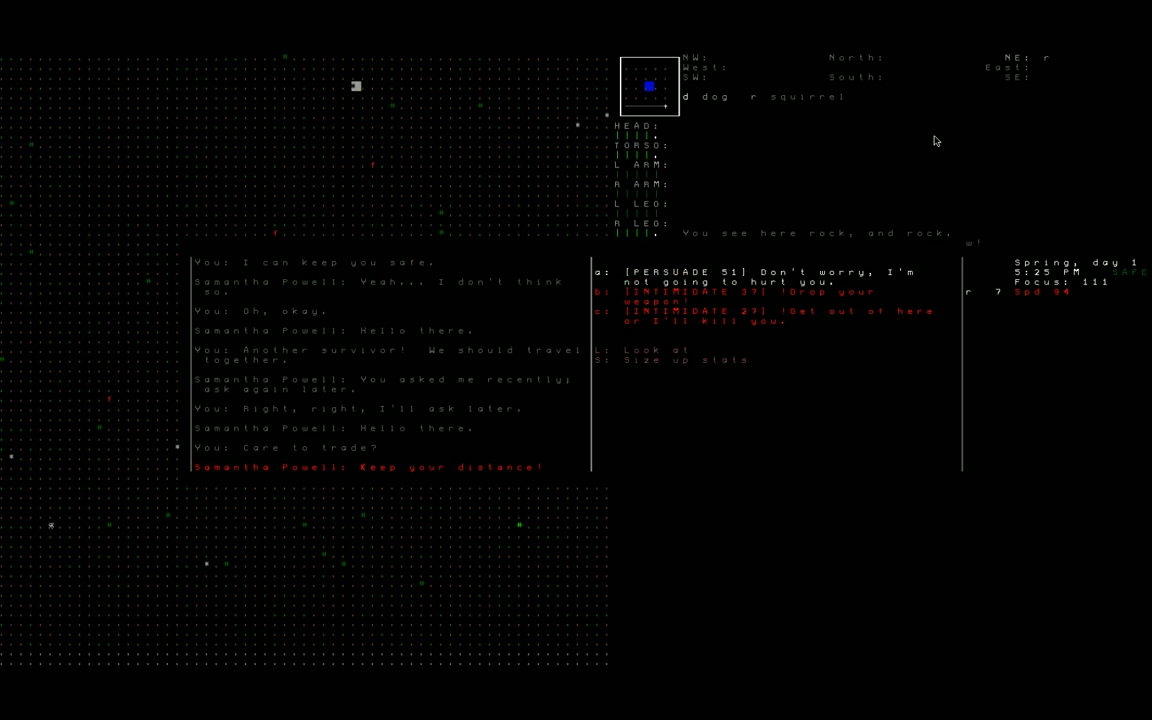 NW: North: NE: r
West: East:
SW: South: SE:
d dog r squirrel
HEAD:
||||.
TORSO:
||||.
L ARM:
|||||
R ARM:
|||||
L LEG:
|||||
R LEG:
||||.
You see here rock, and rock.
w!
You: I can keep you safe.
Samantha Powell: Yeah... I don't think
so.
You: Oh, okay.
Samantha Powell: Hello there.
You: Another survivor! We should travel
together.
Samantha Powell: You asked me recently;
ask again later.
You: Right, right, I'll ask later.
Samantha Powell: Hello there.
You: Care to trade?
Samantha Powell: Keep your distance!
a: [PERSUADE 51] Don't worry, I'm
not going to hurt you.
b: [INTIMIDATE 37] !Drop your
weapon!
c: [INTIMIDATE 27] !Get out of here
or I'll kill you.
L: Look at
S: Size up stats
Spring, day 1
5:25 PM SAFE
Focus: 111
r 7 Spd 94